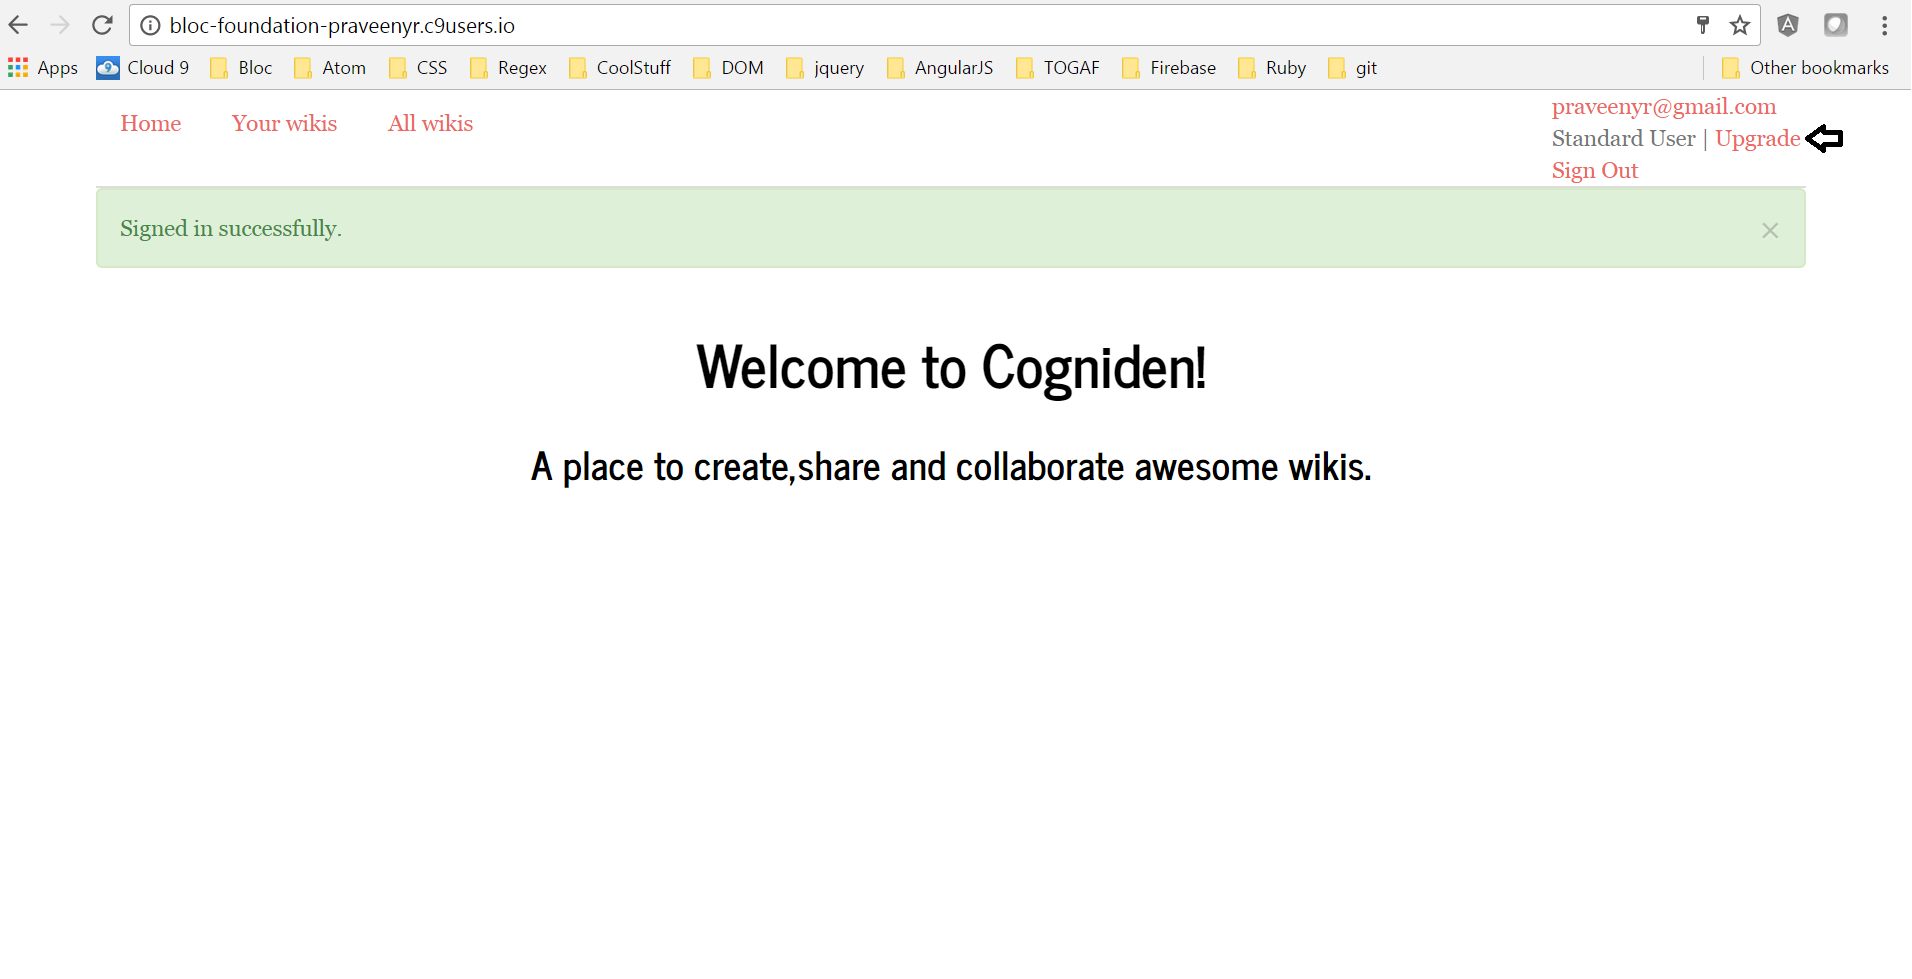 bloc-foundation-praveenyr.c9users.io
Apps Cloud 9 Bloc Atom CSS Regex CoolStuff DOM jquery AngularJS TOGAF Firebase Ruby git Other bookmarks
Home Your wikis All wikis
praveenyr@gmail.com
Standard User | Upgrade
Sign Out
Signed in successfully. ×
Welcome to Cogniden!
A place to create,share and collaborate awesome wikis.